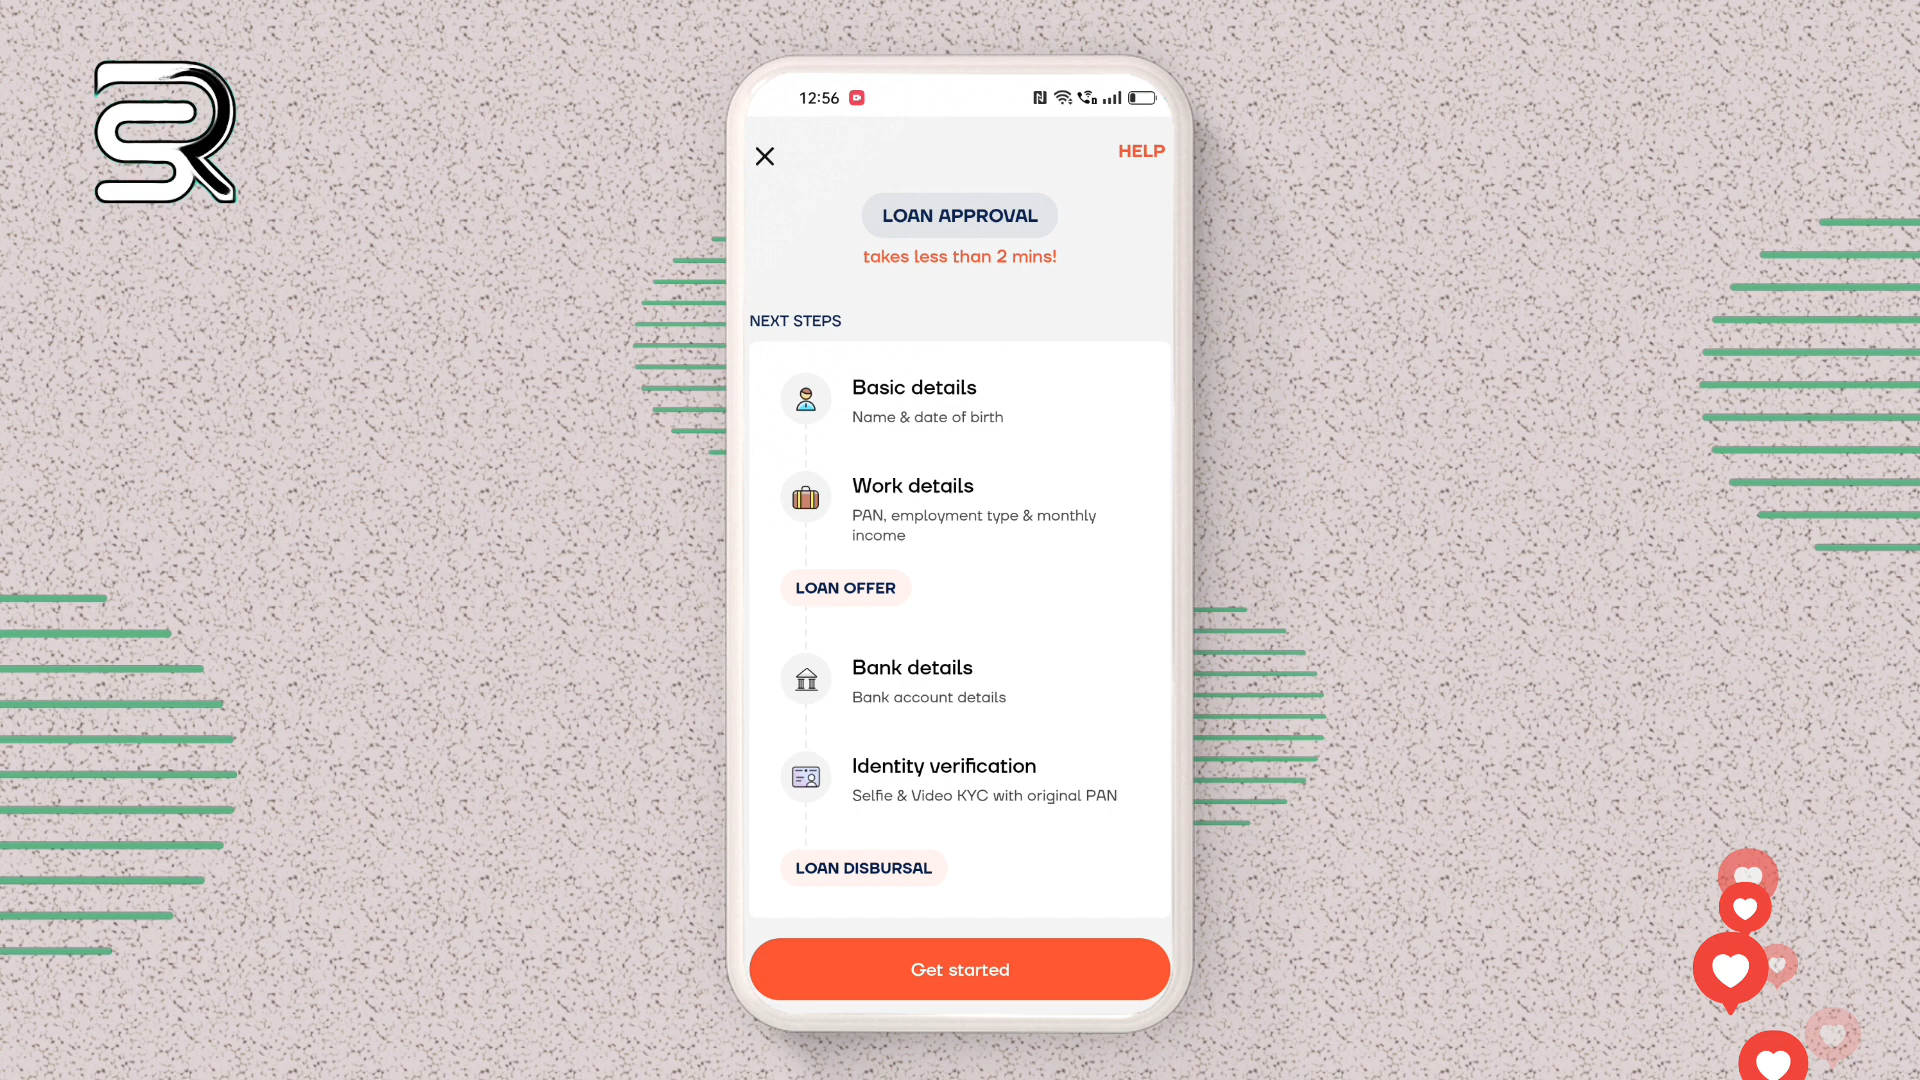 12:56
HELP
LOAN APPROVAL
takes less than 2 mins!
NEXT STEPS
Basic details
Name & date of birth
Work details
PAN, employment type & monthly
income
LOAN OFFER
Bank details
Bank account details
Identity verification
Selfie & Video KYC with original PAN
LOAN DISBURSAL
Get started